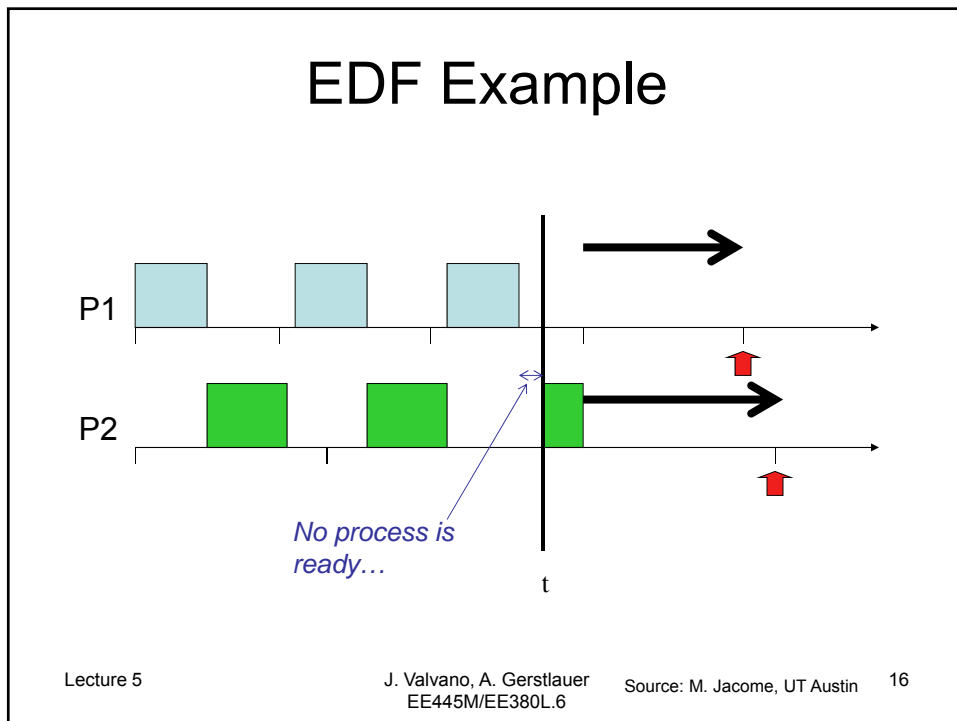 EDF Example
P1
P2
No process is
ready…
t
Lecture 5
J. Valvano, A. Gerstlauer
EE445M/EE380L.6
Source: M. Jacome, UT Austin
16